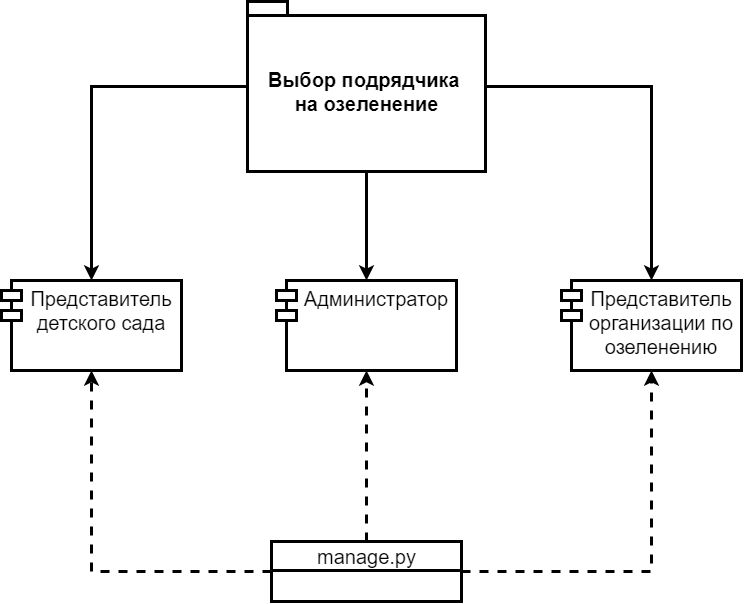 Выбор подрядчика
на озеленение
Представитель
детского сада
Администратор
Представитель
организации по
озеленению
manage.py